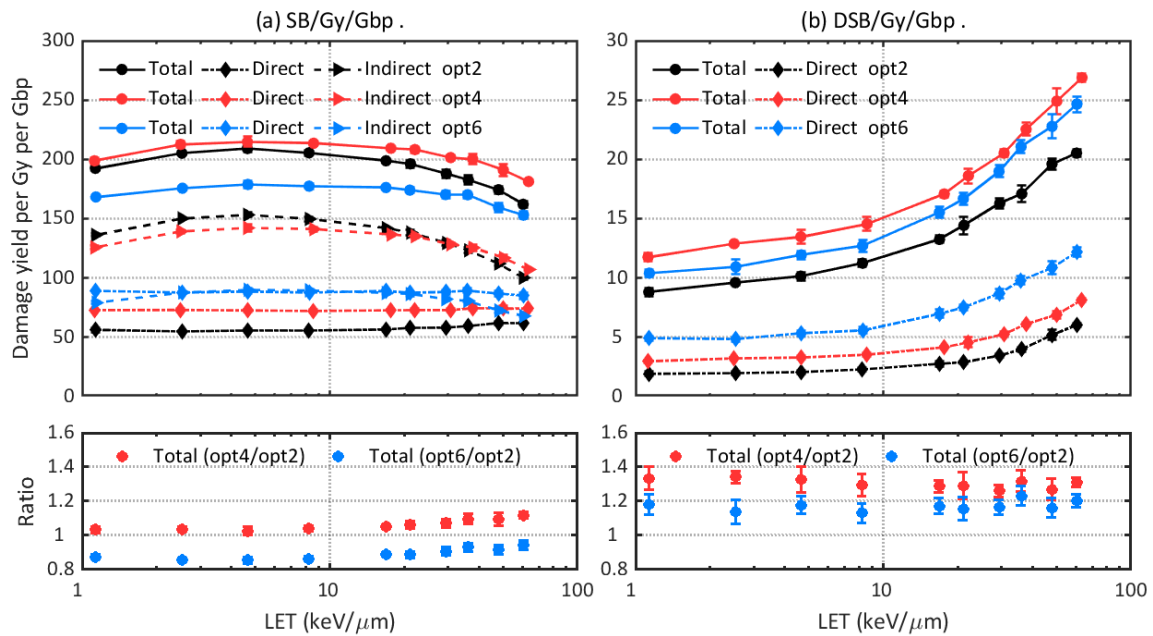 (a) SB/Gy/Gbp .
300
250
200
150
100
50
0
Damage yield per Gy per Gbp
Total Direct Indirect opt2
Total Direct Indirect opt4
Total Direct Indirect opt6
(b) DSB/Gy/Gbp .
30
25
20
15
10
5
0
Total Direct opt2
Total Direct opt4
Total Direct opt6
1.6
1.4
1.2
1
0.8
Ratio
Total (opt4/opt2) Total (opt6/opt2)
1 10 100
LET (keV/μm)
1.6
1.4
1.2
1
0.8
Total (opt4/opt2) Total (opt6/opt2)
1 10 100
LET (keV/μm)